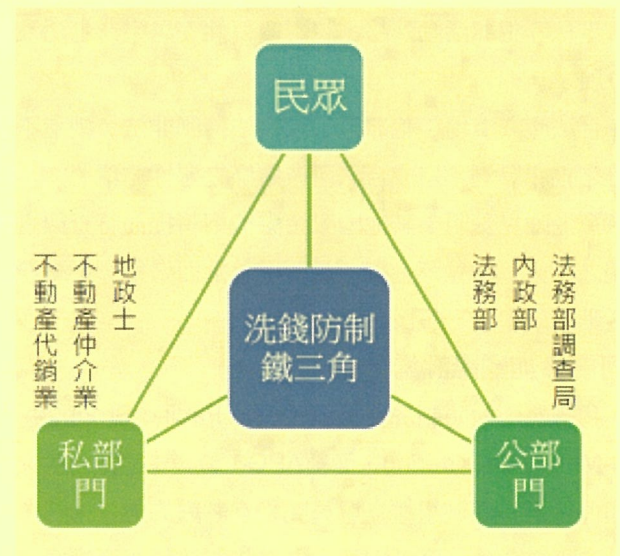 民眾
地政士
不動產仲介業
不動產代銷業
法務部調查局
內政部
法務部
洗錢防制
鐵三角
私部
門
公部
門